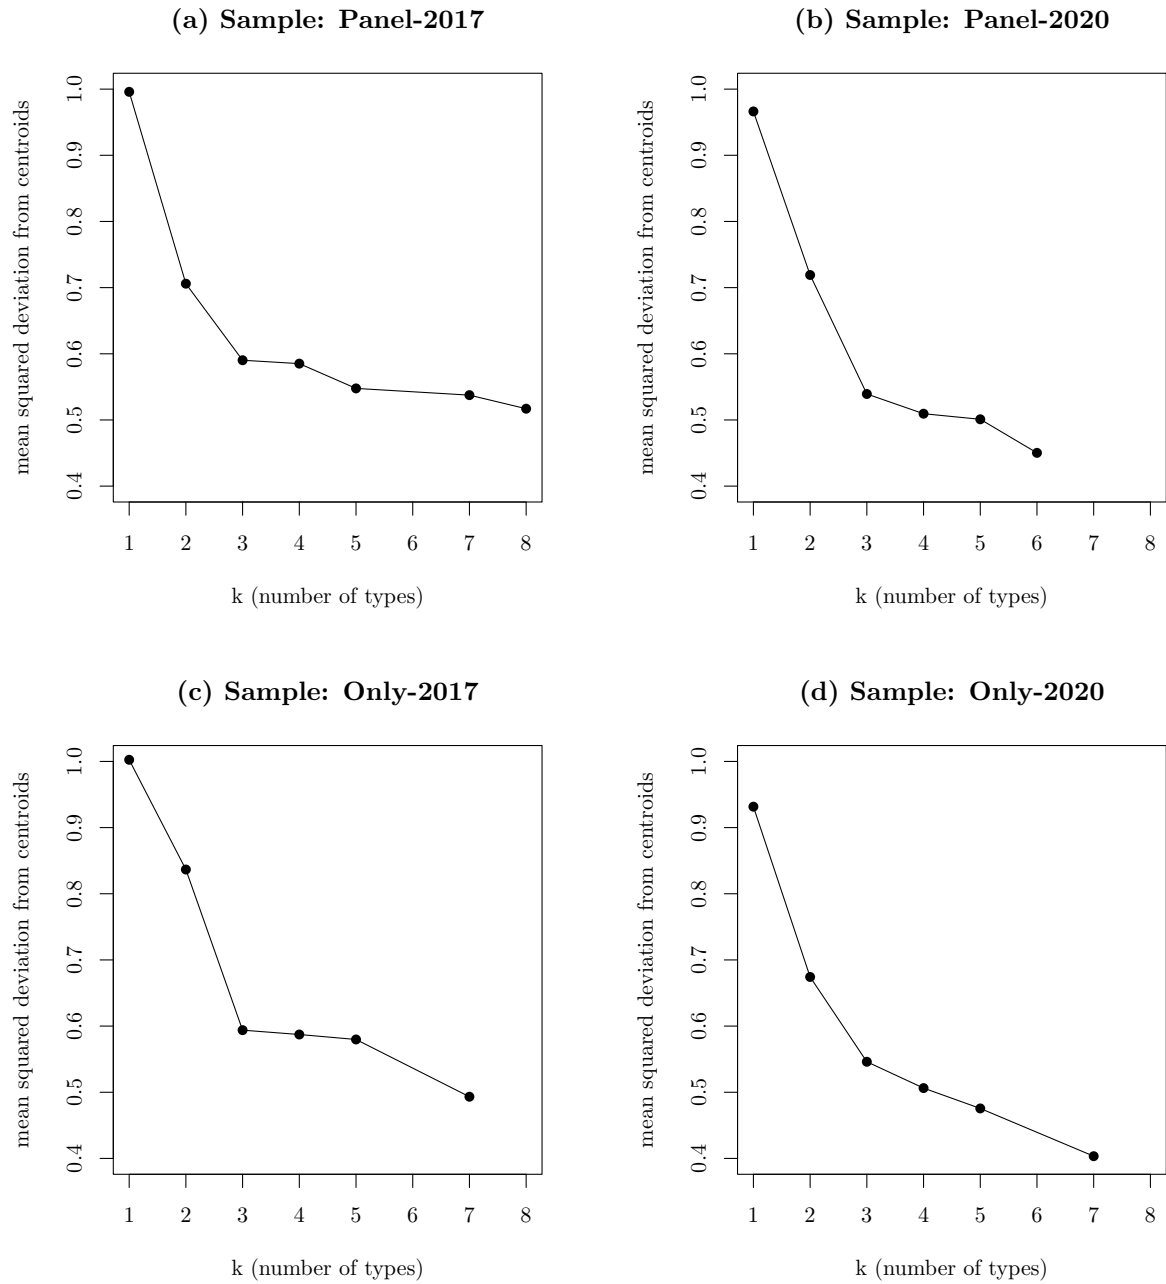 (a) Sample: Panel-2017
mean squared deviation from centroids
1.0
0.9
0.8
0.7
0.6
0.5
0.4
1 2 3 4 5 6 7 8
k (number of types)
(b) Sample: Panel-2020
mean squared deviation from centroids
1.0
0.9
0.8
0.7
0.6
0.5
0.4
1 2 3 4 5 6 7 8
k (number of types)
(c) Sample: Only-2017
mean squared deviation from centroids
1.0
0.9
0.8
0.7
0.6
0.5
0.4
1 2 3 4 5 6 7 8
k (number of types)
(d) Sample: Only-2020
mean squared deviation from centroids
1.0
0.9
0.8
0.7
0.6
0.5
0.4
1 2 3 4 5 6 7 8
k (number of types)